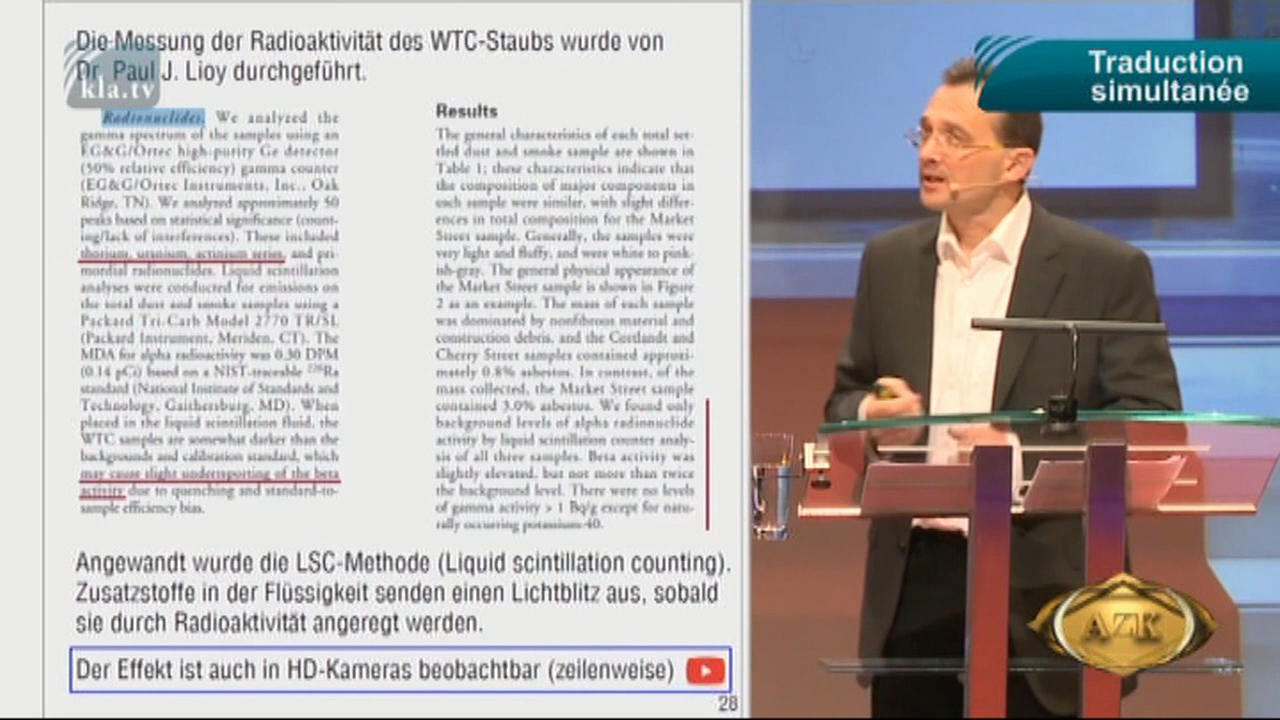 Die Messung der Radioaktivität des WTC-Staubs wurde von
Dr. Paul J. Lioy durchgeführt.
kla.tv
Radionuclides. We analyzed the
gamma spectrum of the samples using an
EG&G/Ortec high-purity Ge detector
(50% relative efficiency) gamma counter
(EG&G/Ortec Instruments, Inc., Oak
Ridge, TN). We analyzed approximately 50
peaks based on statistical significance (count-
ing/lack of interferences). These included
thorium, uranium, actinium series, and pri-
mordial radionuclides. Liquid scintillation
analyses were conducted for emissions on
the total dust and smoke samples using a
Packard Tri-Carb Model 2770 TR/SL
(Packard Instrument, Meriden, CT). The
MDA for alpha radioactivity was 0.30 DPM
(0.14 pCi) based on a NIST-traceable 226Ra
standard (National Institute of Standards and
Technology, Gaithersburg, MD). When
placed in the liquid scintillation fluid, the
WTC samples are somewhat darker than the
backgrounds and calibration standard, which
may cause slight underreporting of the beta
activity due to quenching and standard-to-
sample efficiency bias.
Results
The general characteristics of each total set-
tled dust and smoke sample are shown in
Table 1; these characteristics indicate that
the composition of major components in
each sample were similar, with slight differ-
ences in total composition for the Market
Street sample. Generally, the samples were
very light and fluffy, and were white to pink-
ish-gray. The general physical appearance of
the Market Street sample is shown in Figure
2 as an example. The mass of each sample
was dominated by nonfibrous material and
construction debris, and the Cortlandt and
Cherry Street samples contained approxi-
mately 0.8% asbestos. In contrast, of the
mass collected, the Market Street sample
contained 3.0% asbestos. We found only
background levels of alpha radionuclide
activity by liquid scintillation counter analy-
sis of all three samples. Beta activity was
slightly elevated, but not more than twice
the background level. There were no levels
of gamma activity > 1 Bq/g except for natu-
rally occurring potassium-40.
Angewandt wurde die LSC-Methode (Liquid scintillation counting).
Zusatzstoffe in der Flüssigkeit senden einen Lichtblitz aus, sobald
sie durch Radioaktivität angeregt werden.
Der Effekt ist auch in HD-Kameras beobachtbar (zeilenweise)
28
Traduction
simultanée
AZK